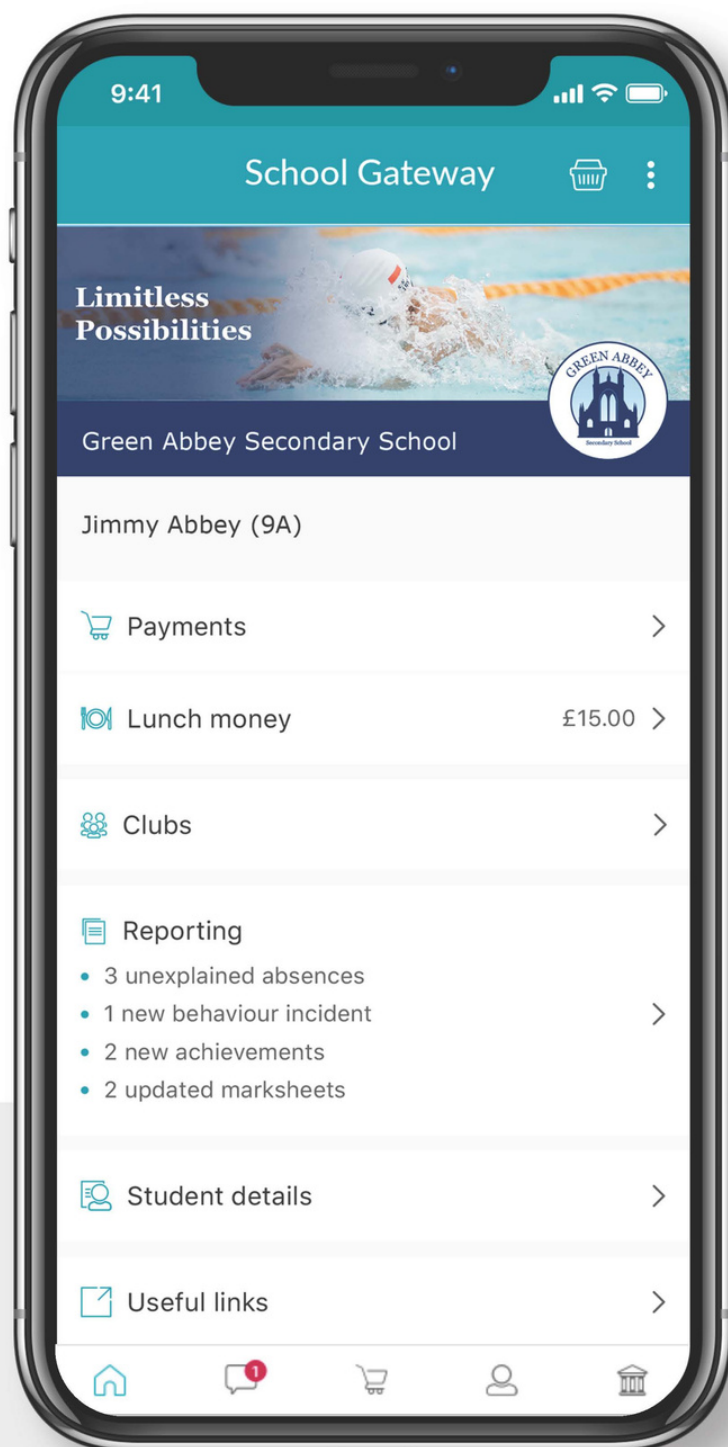 9:41
School Gateway
Limitless
Possibilities
GREEN ABBEY
Secondary School
Green Abbey Secondary School
Jimmy Abbey (9A)
Payments
Lunch money £15.00
Clubs
Reporting
• 3 unexplained absences
• 1 new behaviour incident
• 2 new achievements
• 2 updated marksheets
Student details
Useful links
1